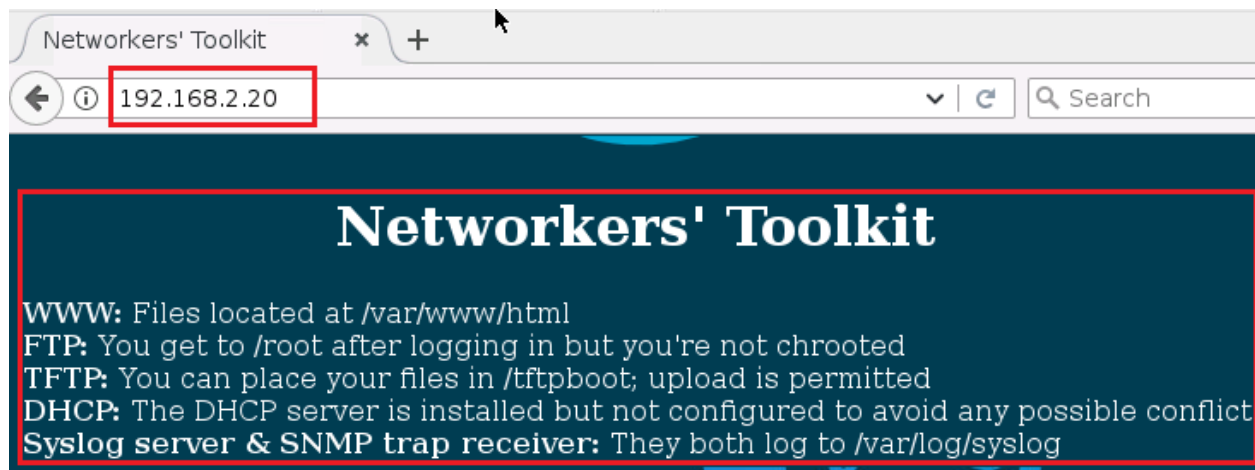 Networkers' Toolkit
192.168.2.20
Search
Networkers' Toolkit
WWW: Files located at /var/www/html
FTP: You get to /root after logging in but you're not chrooted
TFTP: You can place your files in /tftpboot; upload is permitted
DHCP: The DHCP server is installed but not configured to avoid any possible conflict
Syslog server & SNMP trap receiver: They both log to /var/log/syslog